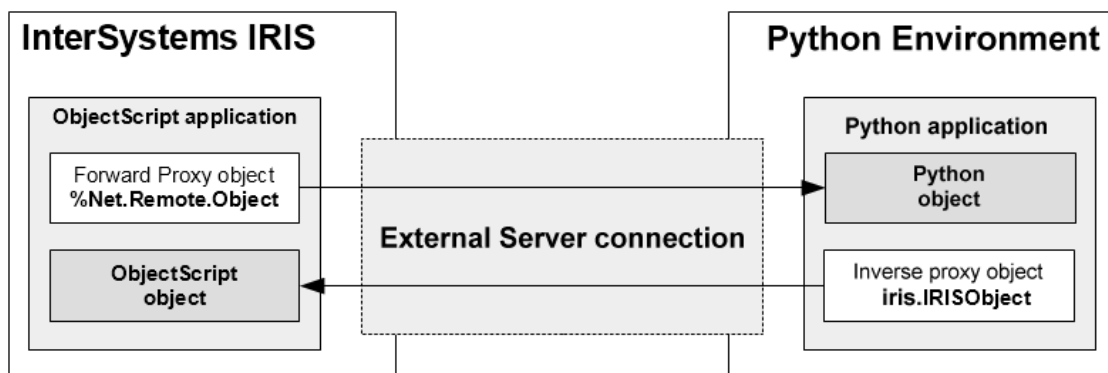 InterSystems IRIS
ObjectScript application
Forward Proxy object
%Net.Remote.Object
ObjectScript
object
External Server connection
Python Environment
Python application
Python
object
Inverse proxy object
iris.IRISObject